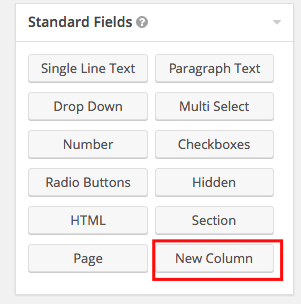 Standard Fields ?
Single Line Text Paragraph Text
Drop Down Multi Select
Number Checkboxes
Radio Buttons Hidden
HTML Section
Page New Column